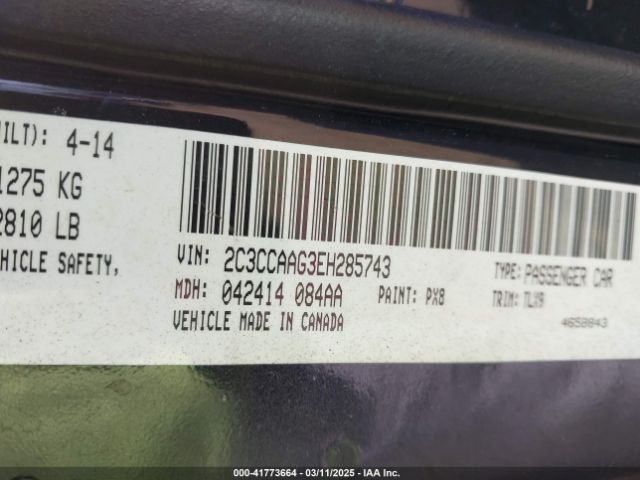 UILT): 4-14
1275 KG
2810 LB
HICLE SAFETY,
VIN: 2C3CCAAG3EH285743
TYPE: PASSENGER CAR
MDH: 042414 084AA
PAINT: PX8
TRIM: TLX9
VEHICLE MADE IN CANADA
4658843
000-41773664 — 03/11/2025 — IAA Inc.